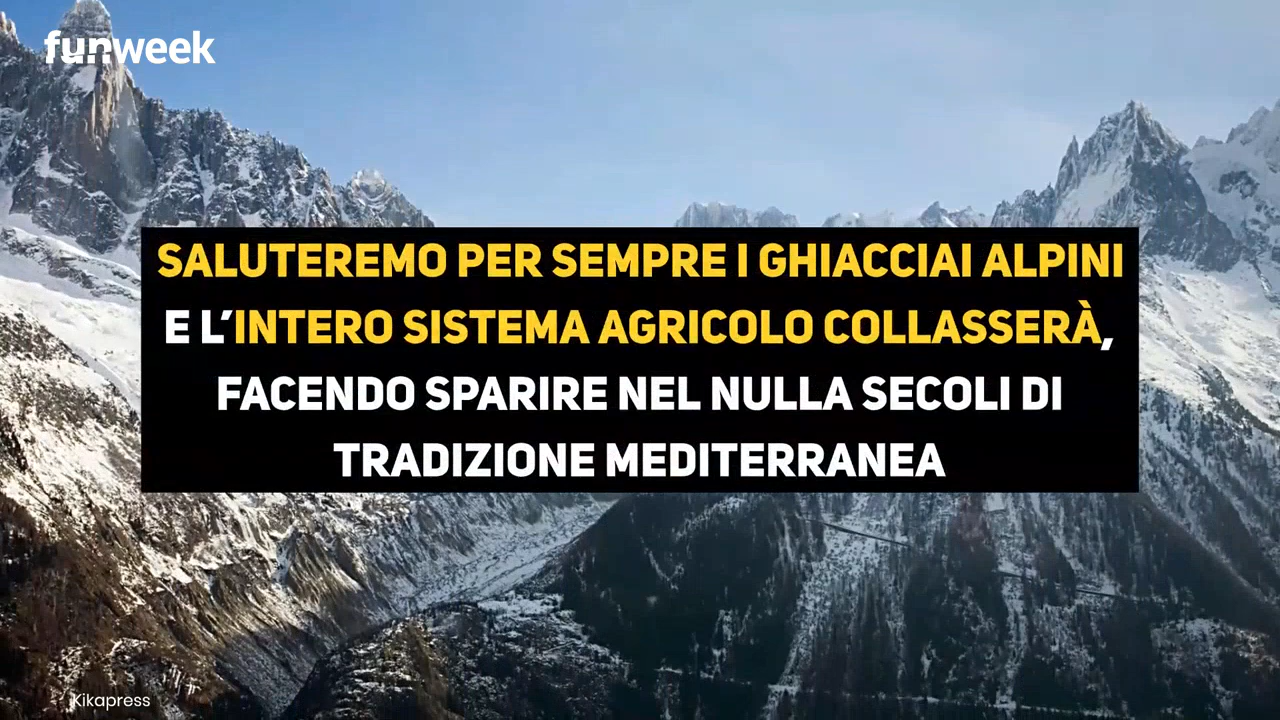 funweek
SALUTEREMO PER SEMPRE I GHIACCIAI ALPINI
E L'INTERO SISTEMA AGRICOLO COLLASSERÀ,
FACENDO SPARIRE NEL NULLA SECOLI DI
TRADIZIONE MEDITERRANEA
Kikapress